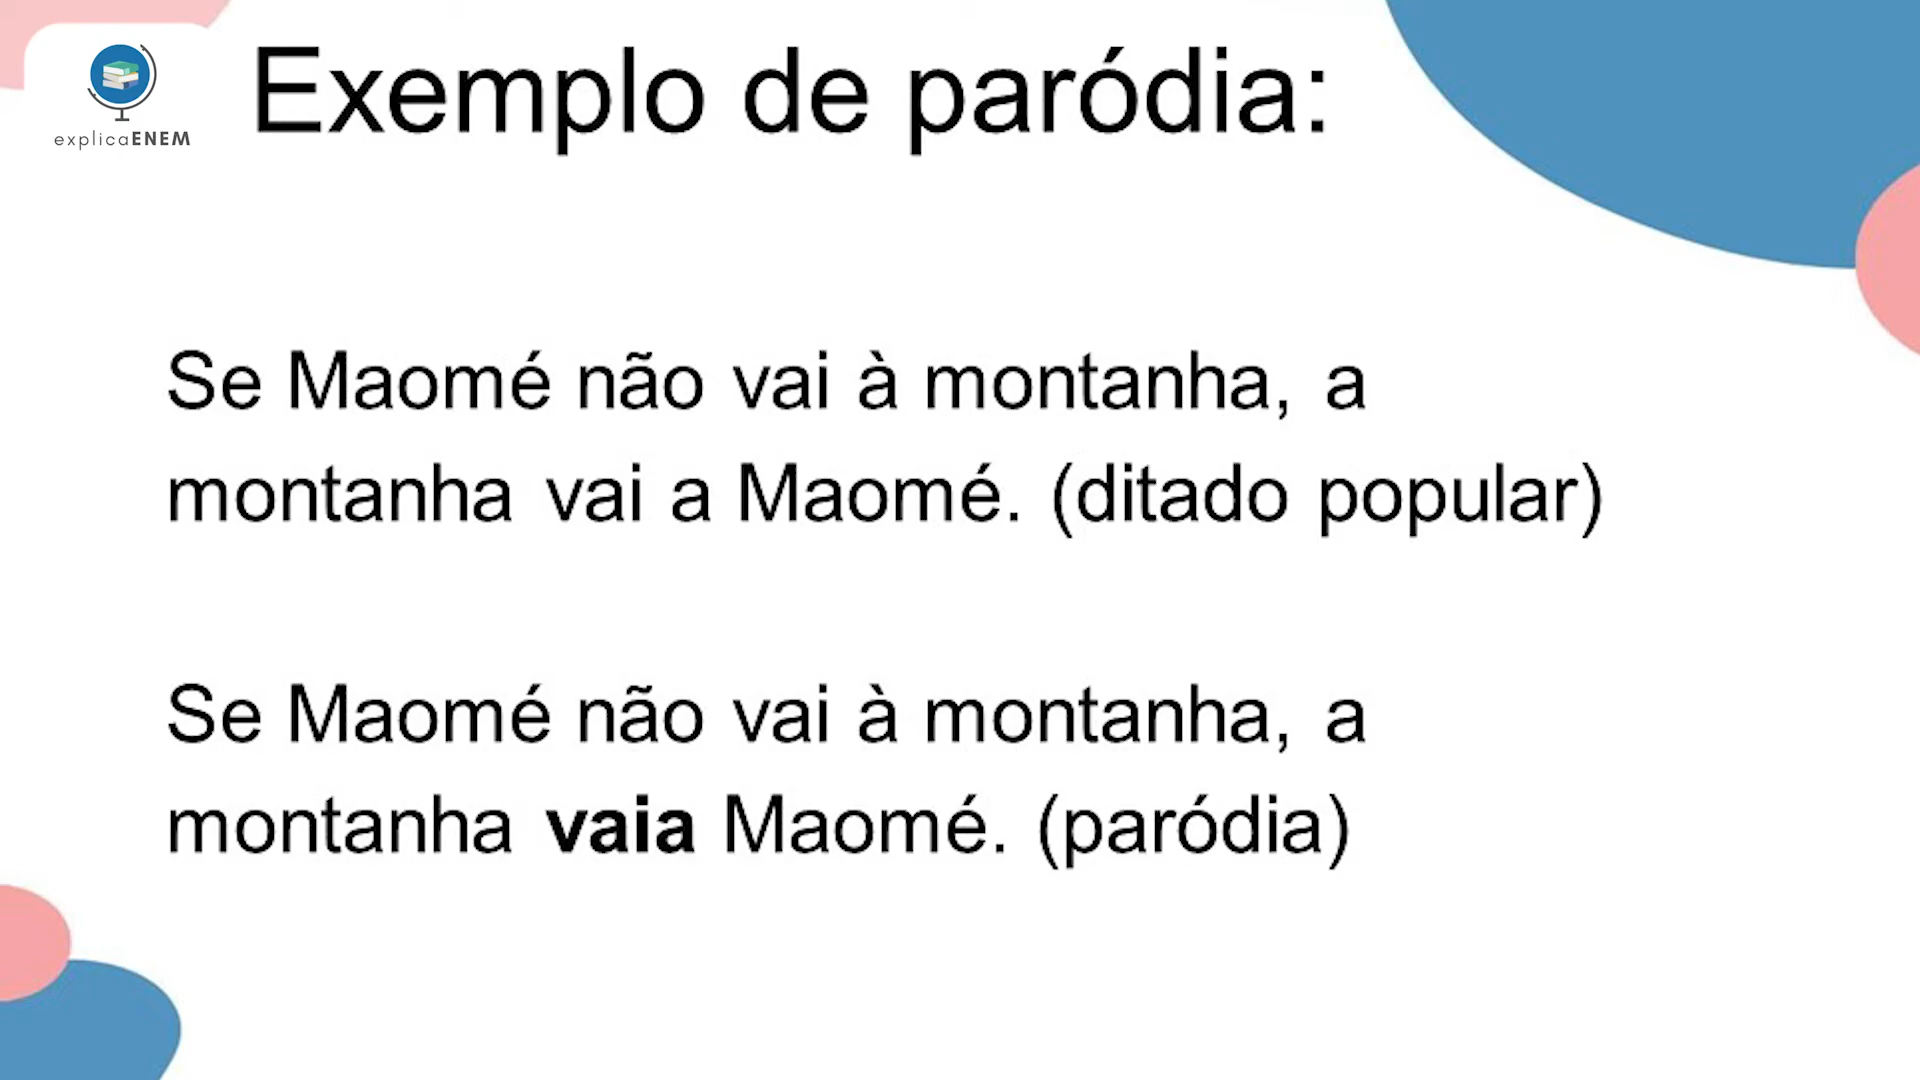 explicaENEM
Exemplo de paródia:
Se Maomé não vai à montanha, a
montanha vai a Maomé. (ditado popular)
Se Maomé não vai à montanha, a
montanha vaia Maomé. (paródia)